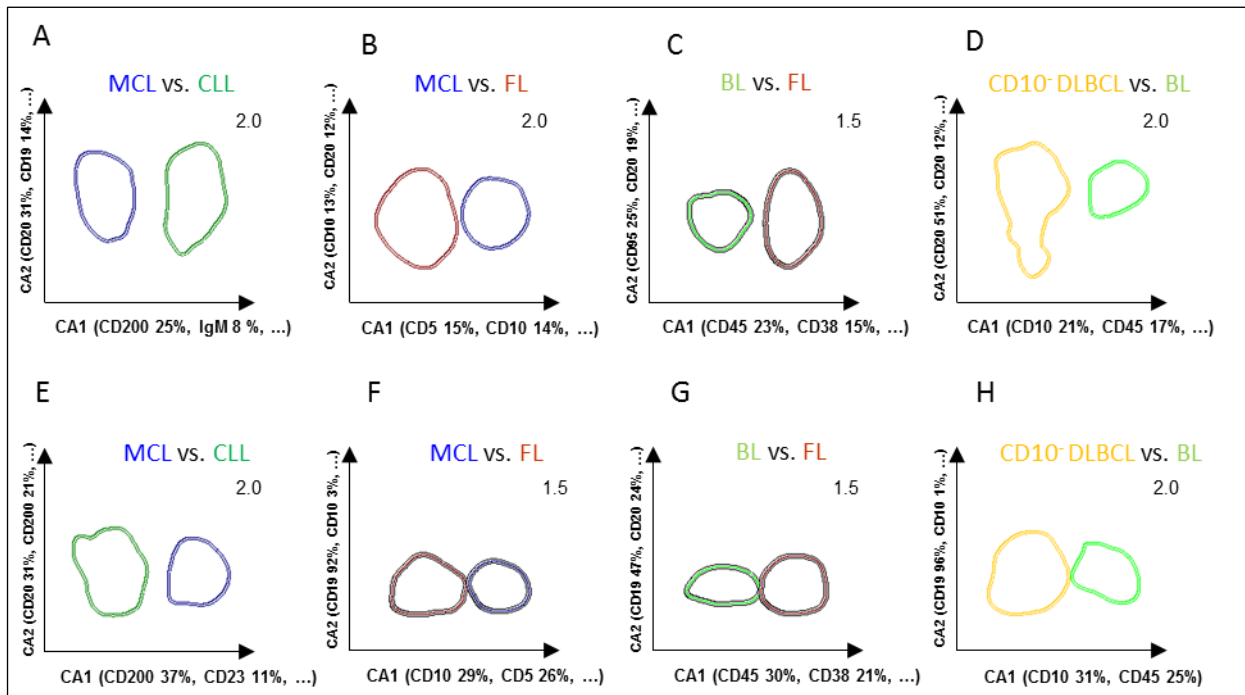 A
MCL vs. CLL
2.0
CA2 (CD20 31%, CD19 14%, ...)
CA1 (CD200 25%, IgM 8 %, ...)
B
MCL vs. FL
2.0
CA2 (CD10 13%, CD20 12%, ...)
CA1 (CD5 15%, CD10 14%, ...)
C
BL vs. FL
1.5
CA2 (CD95 25%, CD20 19%, ...)
CA1 (CD45 23%, CD38 15%, ...)
D
CD10⁻ DLBCL vs. BL
2.0
CA2 (CD20 51%, CD20 12%, ...)
CA1 (CD10 21%, CD45 17%, ...)
E
MCL vs. CLL
2.0
CA2 (CD20 31%, CD200 21%, ...)
CA1 (CD200 37%, CD23 11%, ...)
F
MCL vs. FL
1.5
CA2 (CD19 92%, CD10 3%, ...)
CA1 (CD10 29%, CD5 26%, ...)
G
BL vs. FL
1.5
CA2 (CD19 47%, CD20 24%, ...)
CA1 (CD45 30%, CD38 21%, ...)
H
CD10⁻ DLBCL vs. BL
2.0
CA2 (CD19 96%, CD10 1%, ...)
CA1 (CD10 31%, CD45 25%)